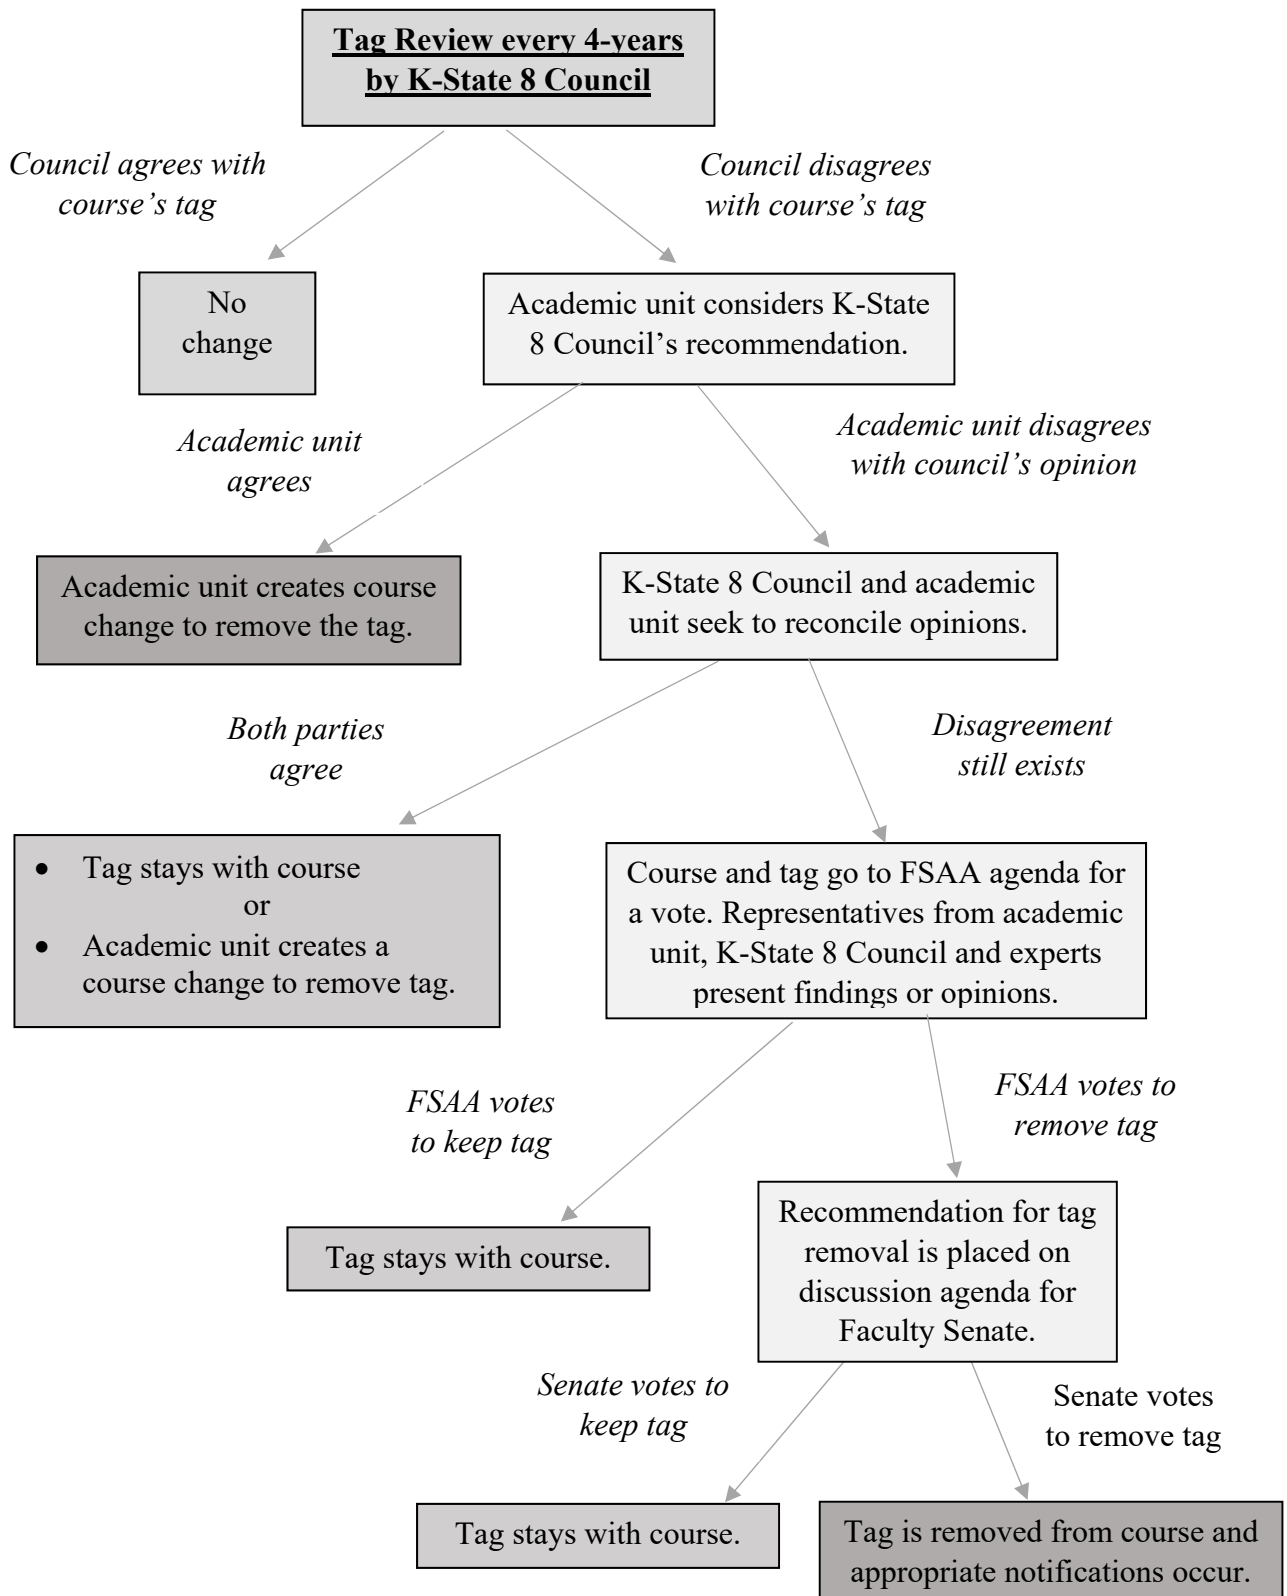 Tag Review every 4-years
by K-State 8 Council
Council agrees with
course’s tag
Council disagrees
with course’s tag
No
change
Academic unit considers K-State
8 Council’s recommendation.
Academic unit
agrees
Academic unit disagrees
with council’s opinion
Academic unit creates course
change to remove the tag.
K-State 8 Council and academic
unit seek to reconcile opinions.
Both parties
agree
Disagreement
still exists
• Tag stays with course
or
• Academic unit creates a
course change to remove tag.
Course and tag go to FSAA agenda for
a vote. Representatives from academic
unit, K-State 8 Council and experts
present findings or opinions.
FSAA votes
to keep tag
FSAA votes to
remove tag
Tag stays with course.
Recommendation for tag
removal is placed on
discussion agenda for
Faculty Senate.
Senate votes to
keep tag
Senate votes
to remove tag
Tag stays with course.
Tag is removed from course and
appropriate notifications occur.